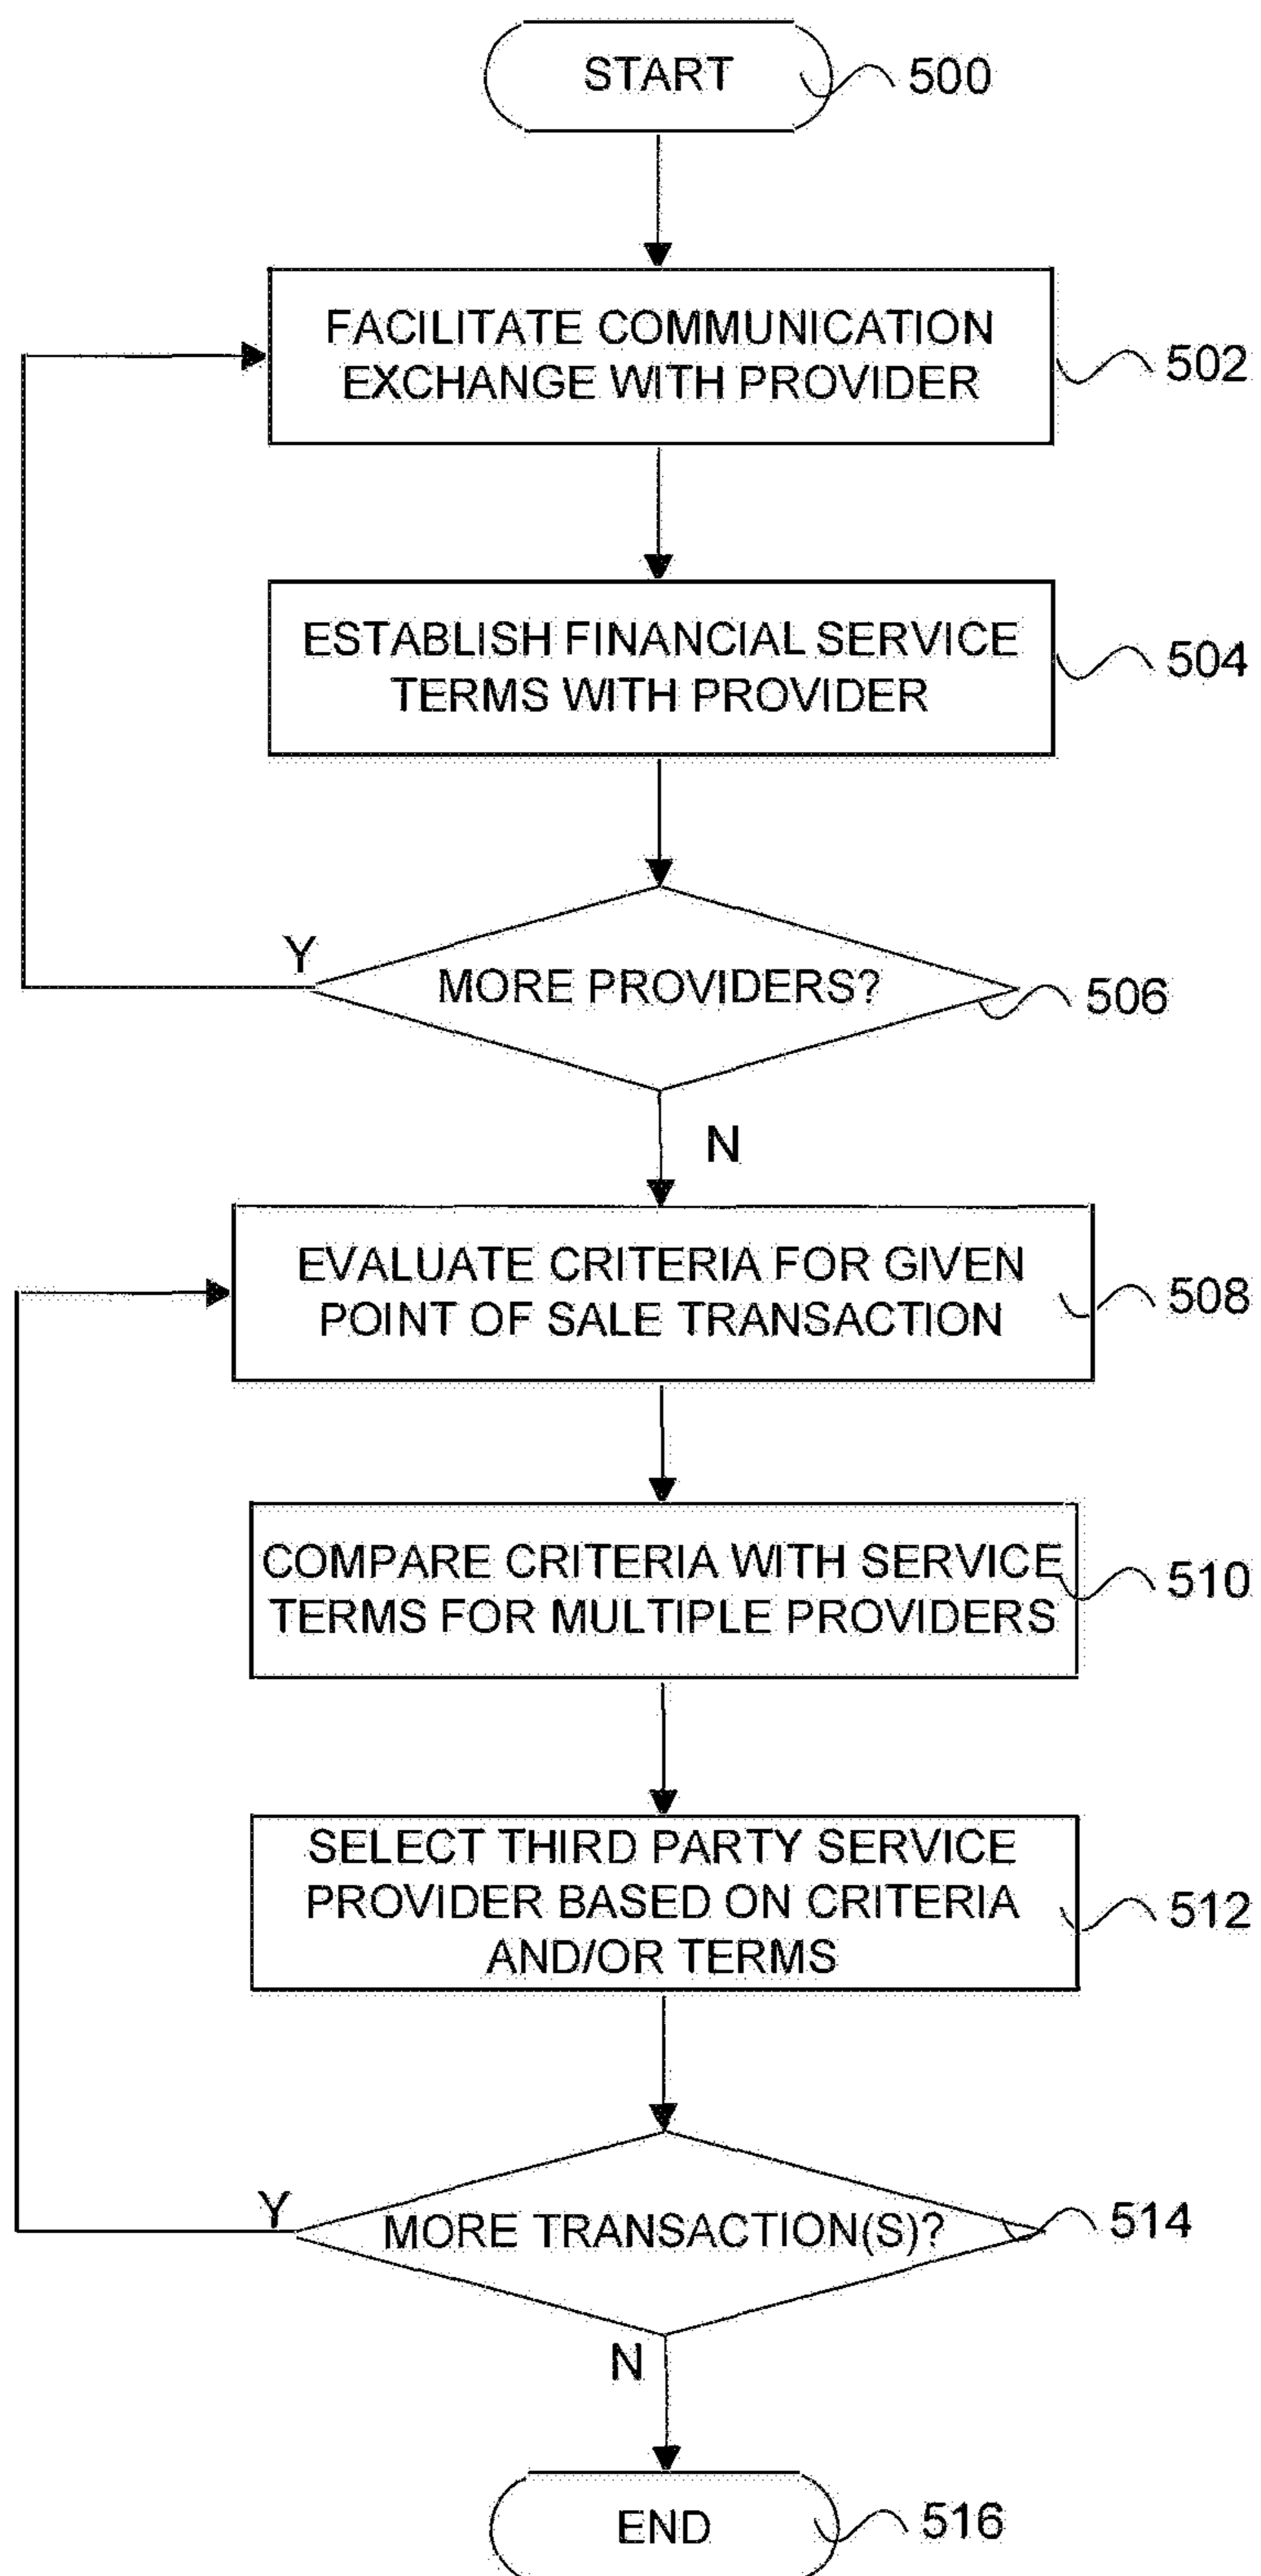 START
500
FACILITATE COMMUNICATION
EXCHANGE WITH PROVIDER
502
ESTABLISH FINANCIAL SERVICE
TERMS WITH PROVIDER
504
Y
MORE PROVIDERS?
506
N
EVALUATE CRITERIA FOR GIVEN
POINT OF SALE TRANSACTION
508
COMPARE CRITERIA WITH SERVICE
TERMS FOR MULTIPLE PROVIDERS
510
SELECT THIRD PARTY SERVICE
PROVIDER BASED ON CRITERIA
AND/OR TERMS
512
Y
MORE TRANSACTION(S)?
514
N
END
516